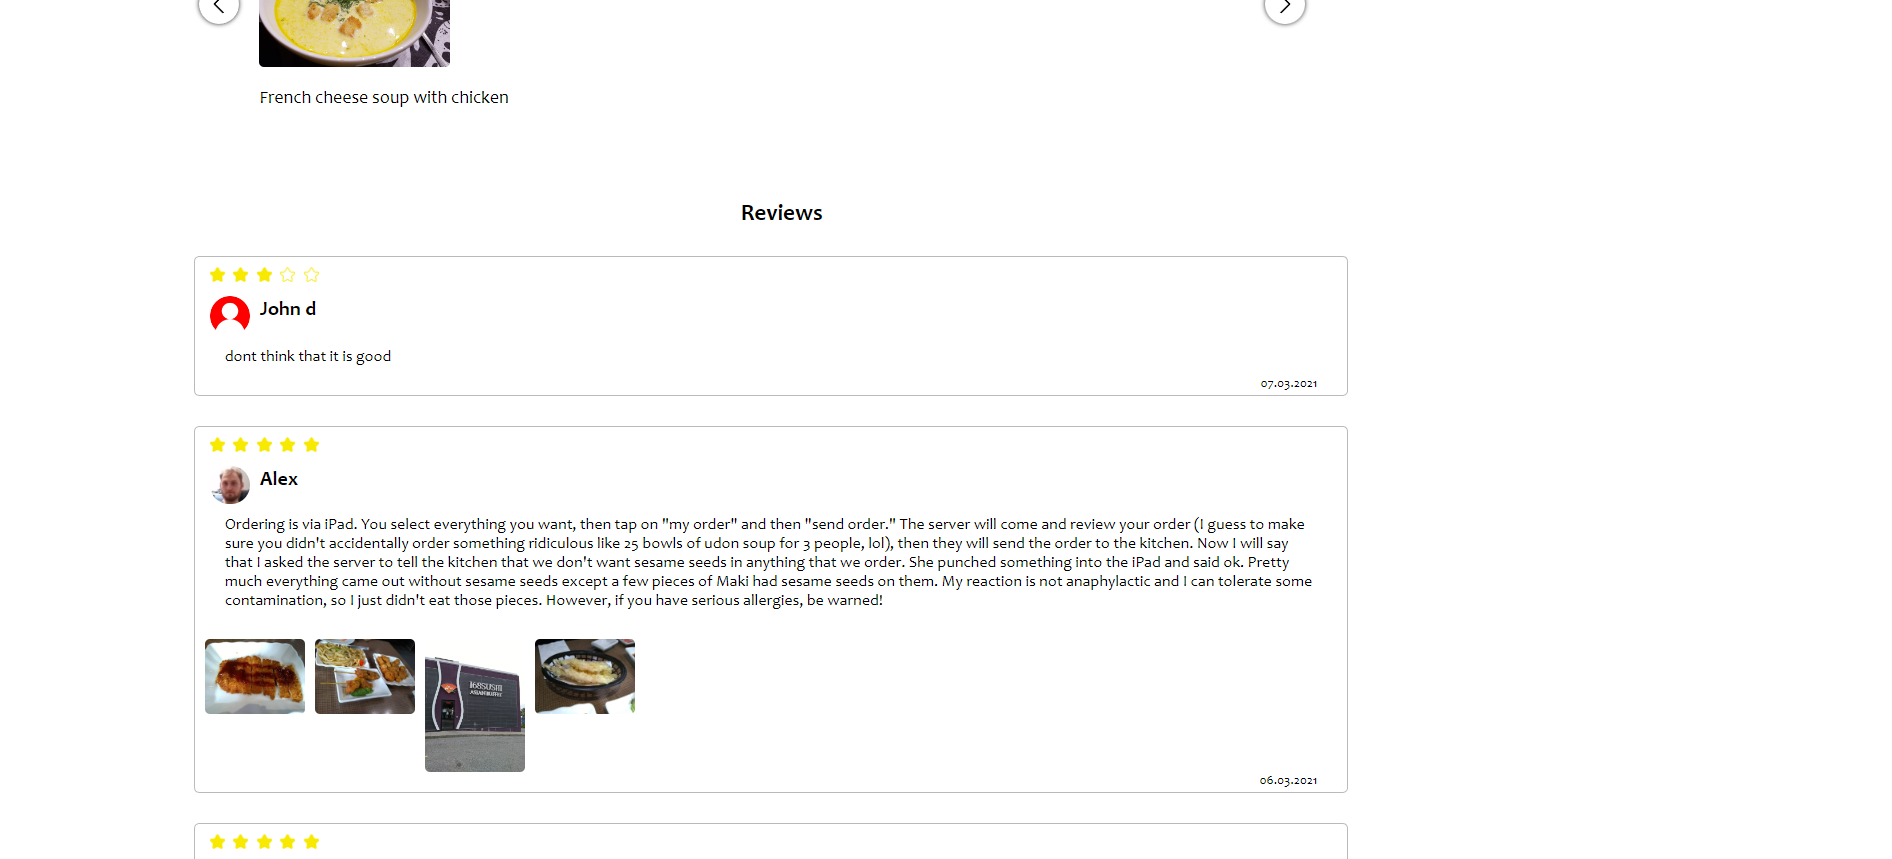 French cheese soup with chicken
Reviews
John d
dont think that it is good
07.03.2021
Alex
Ordering is via iPad. You select everything you want, then tap on "my order" and then "send order." The server will come and review your order (I guess to make
sure you didn't accidentally order something ridiculous like 25 bowls of udon soup for 3 people, lol), then they will send the order to the kitchen. Now I will say
that I asked the server to tell the kitchen that we don't want sesame seeds in anything that we order. She punched something into the iPad and said ok. Pretty
much everything came out without sesame seeds except a few pieces of Maki had sesame seeds on them. My reaction is not anaphylactic and I can tolerate some
contamination, so I just didn't eat those pieces. However, if you have serious allergies, be warned!
168SUSHI
ASIAN BUFFET
06.03.2021